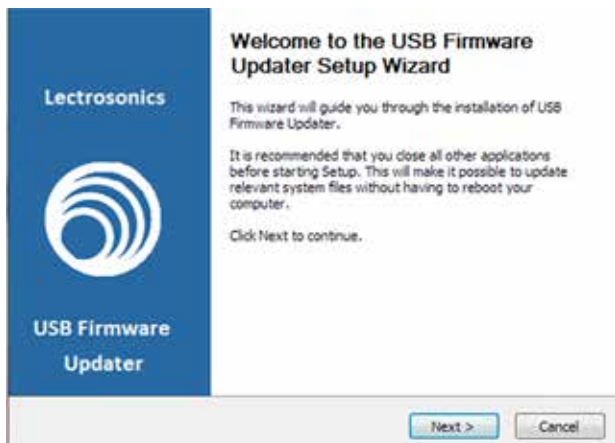 Lectrosonics
USB Firmware
Updater
Welcome to the USB Firmware
Updater Setup Wizard
This wizard will guide you through the installation of USB
Firmware Updater.
It is recommended that you close all other applications
before starting Setup. This will make it possible to update
relevant system files without having to reboot your
computer.
Click Next to continue.
Next >
Cancel